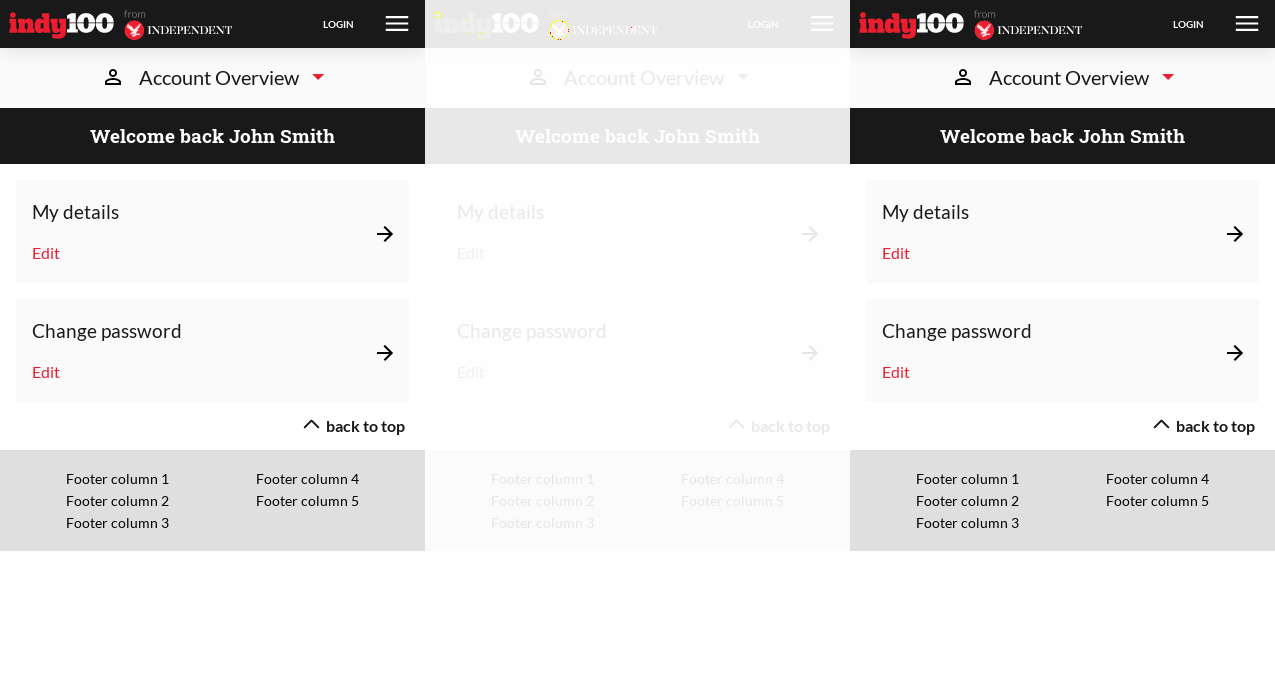 indy100 from INDEPENDENT LOGIN
Account Overview
Welcome back John Smith
My details
Edit
Change password
Edit
back to top
Footer column 1
Footer column 2
Footer column 3
Footer column 4
Footer column 5
indy100 from INDEPENDENT LOGIN
Account Overview
Welcome back John Smith
My details
Edit
Change password
Edit
back to top
Footer column 1
Footer column 2
Footer column 3
Footer column 4
Footer column 5
indy100 from INDEPENDENT LOGIN
Account Overview
Welcome back John Smith
My details
Edit
Change password
Edit
back to top
Footer column 1
Footer column 2
Footer column 3
Footer column 4
Footer column 5